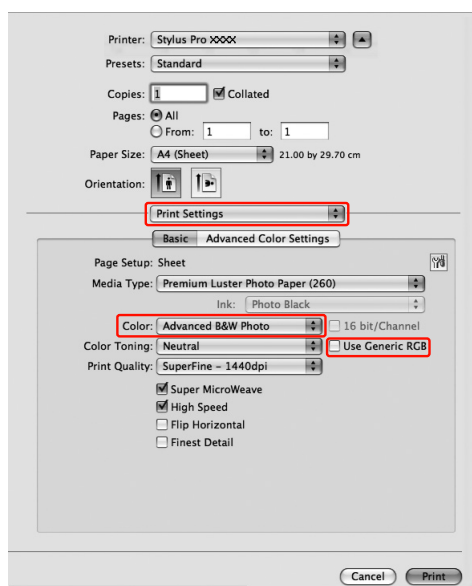 Printer: Stylus Pro XXXX
Presets: Standard
Copies: 1 Collated
Pages: All
From: 1 to: 1
Paper Size: A4 (Sheet) 21.00 by 29.70 cm
Orientation:
Print Settings
Basic Advanced Color Settings
Page Setup: Sheet
Media Type: Premium Luster Photo Paper (260)
Ink: Photo Black
Color: Advanced B&W Photo 16 bit/Channel
Color Toning: Neutral Use Generic RGB
Print Quality: SuperFine - 1440dpi
Super MicroWeave
High Speed
Flip Horizontal
Finest Detail
Cancel Print